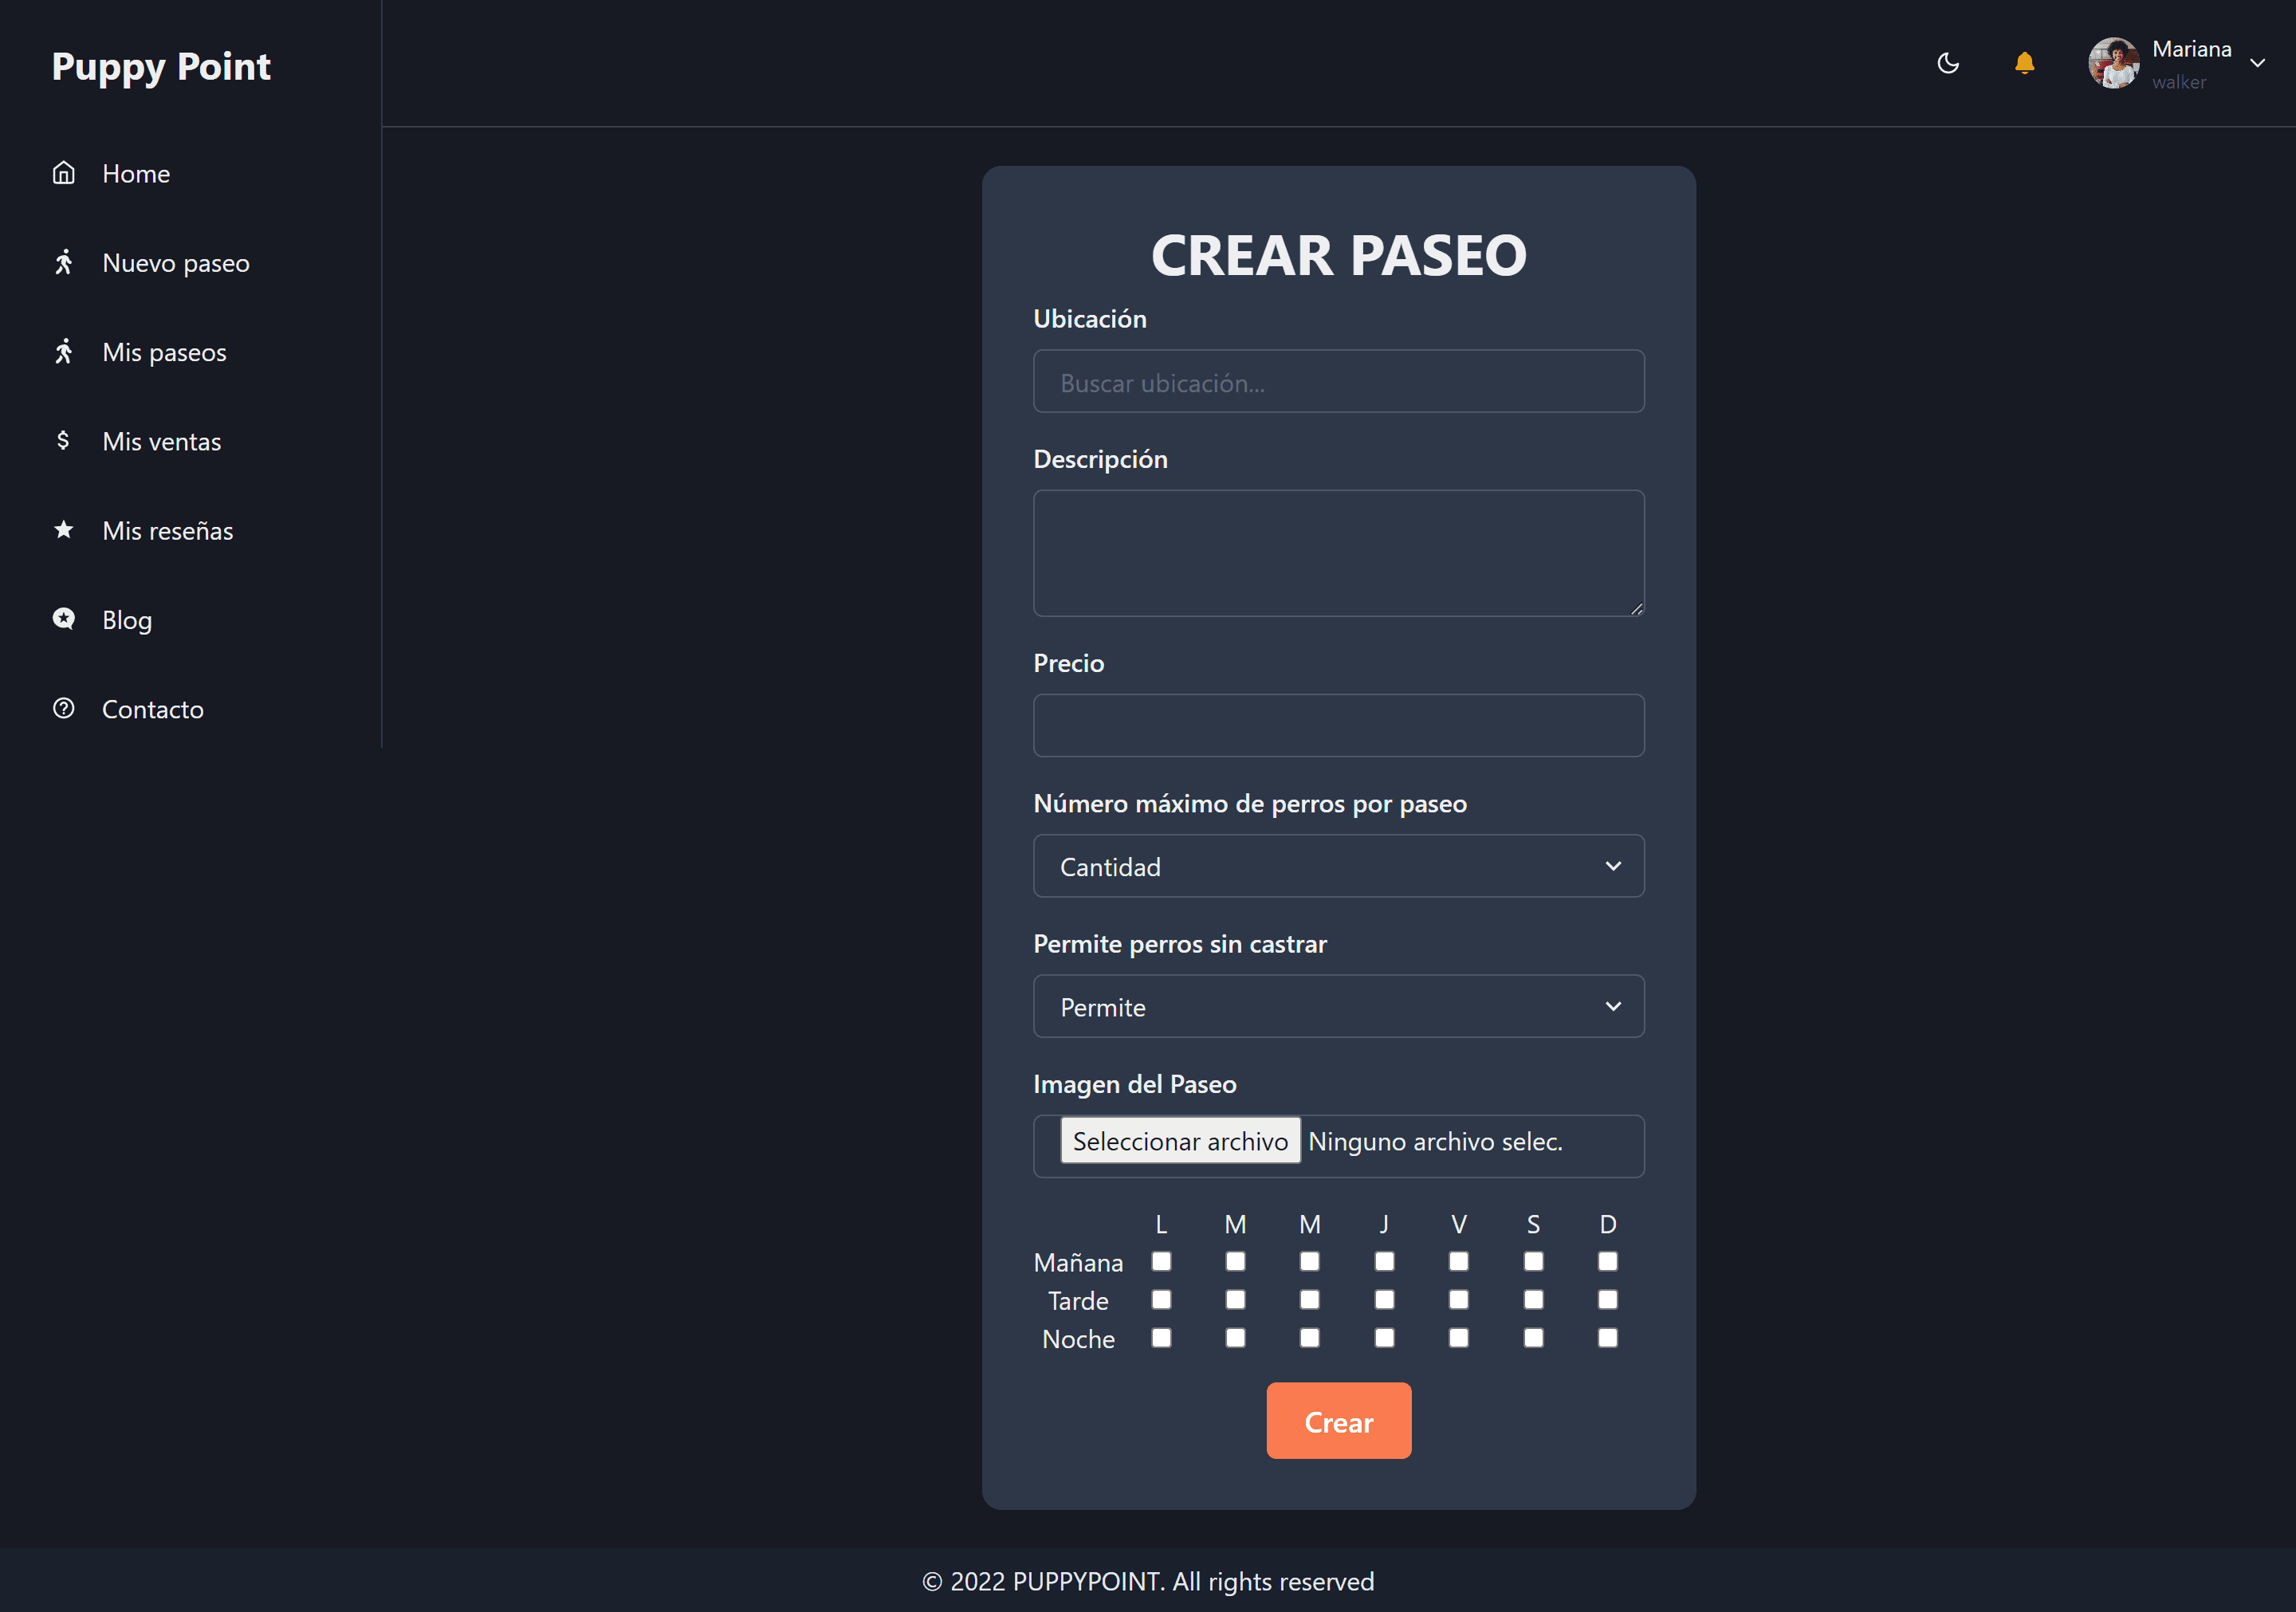 Puppy Point
Mariana
walker
Home
Nuevo paseo
Mis paseos
Mis ventas
Mis reseñas
Blog
Contacto
CREAR PASEO
Ubicación
Buscar ubicación...
Descripción
Precio
Número máximo de perros por paseo
Cantidad
Permite perros sin castrar
Permite
Imagen del Paseo
Seleccionar archivo Ninguno archivo selec.
L M M J V S D
Mañana
Tarde
Noche
Crear
© 2022 PUPPYPOINT. All rights reserved